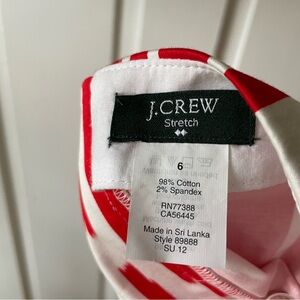 J.CREW
Stretch
6
98% Cotton
2% Spandex
RN77388
CA56445
Made in Sri Lanka
Style 89888
SU 12